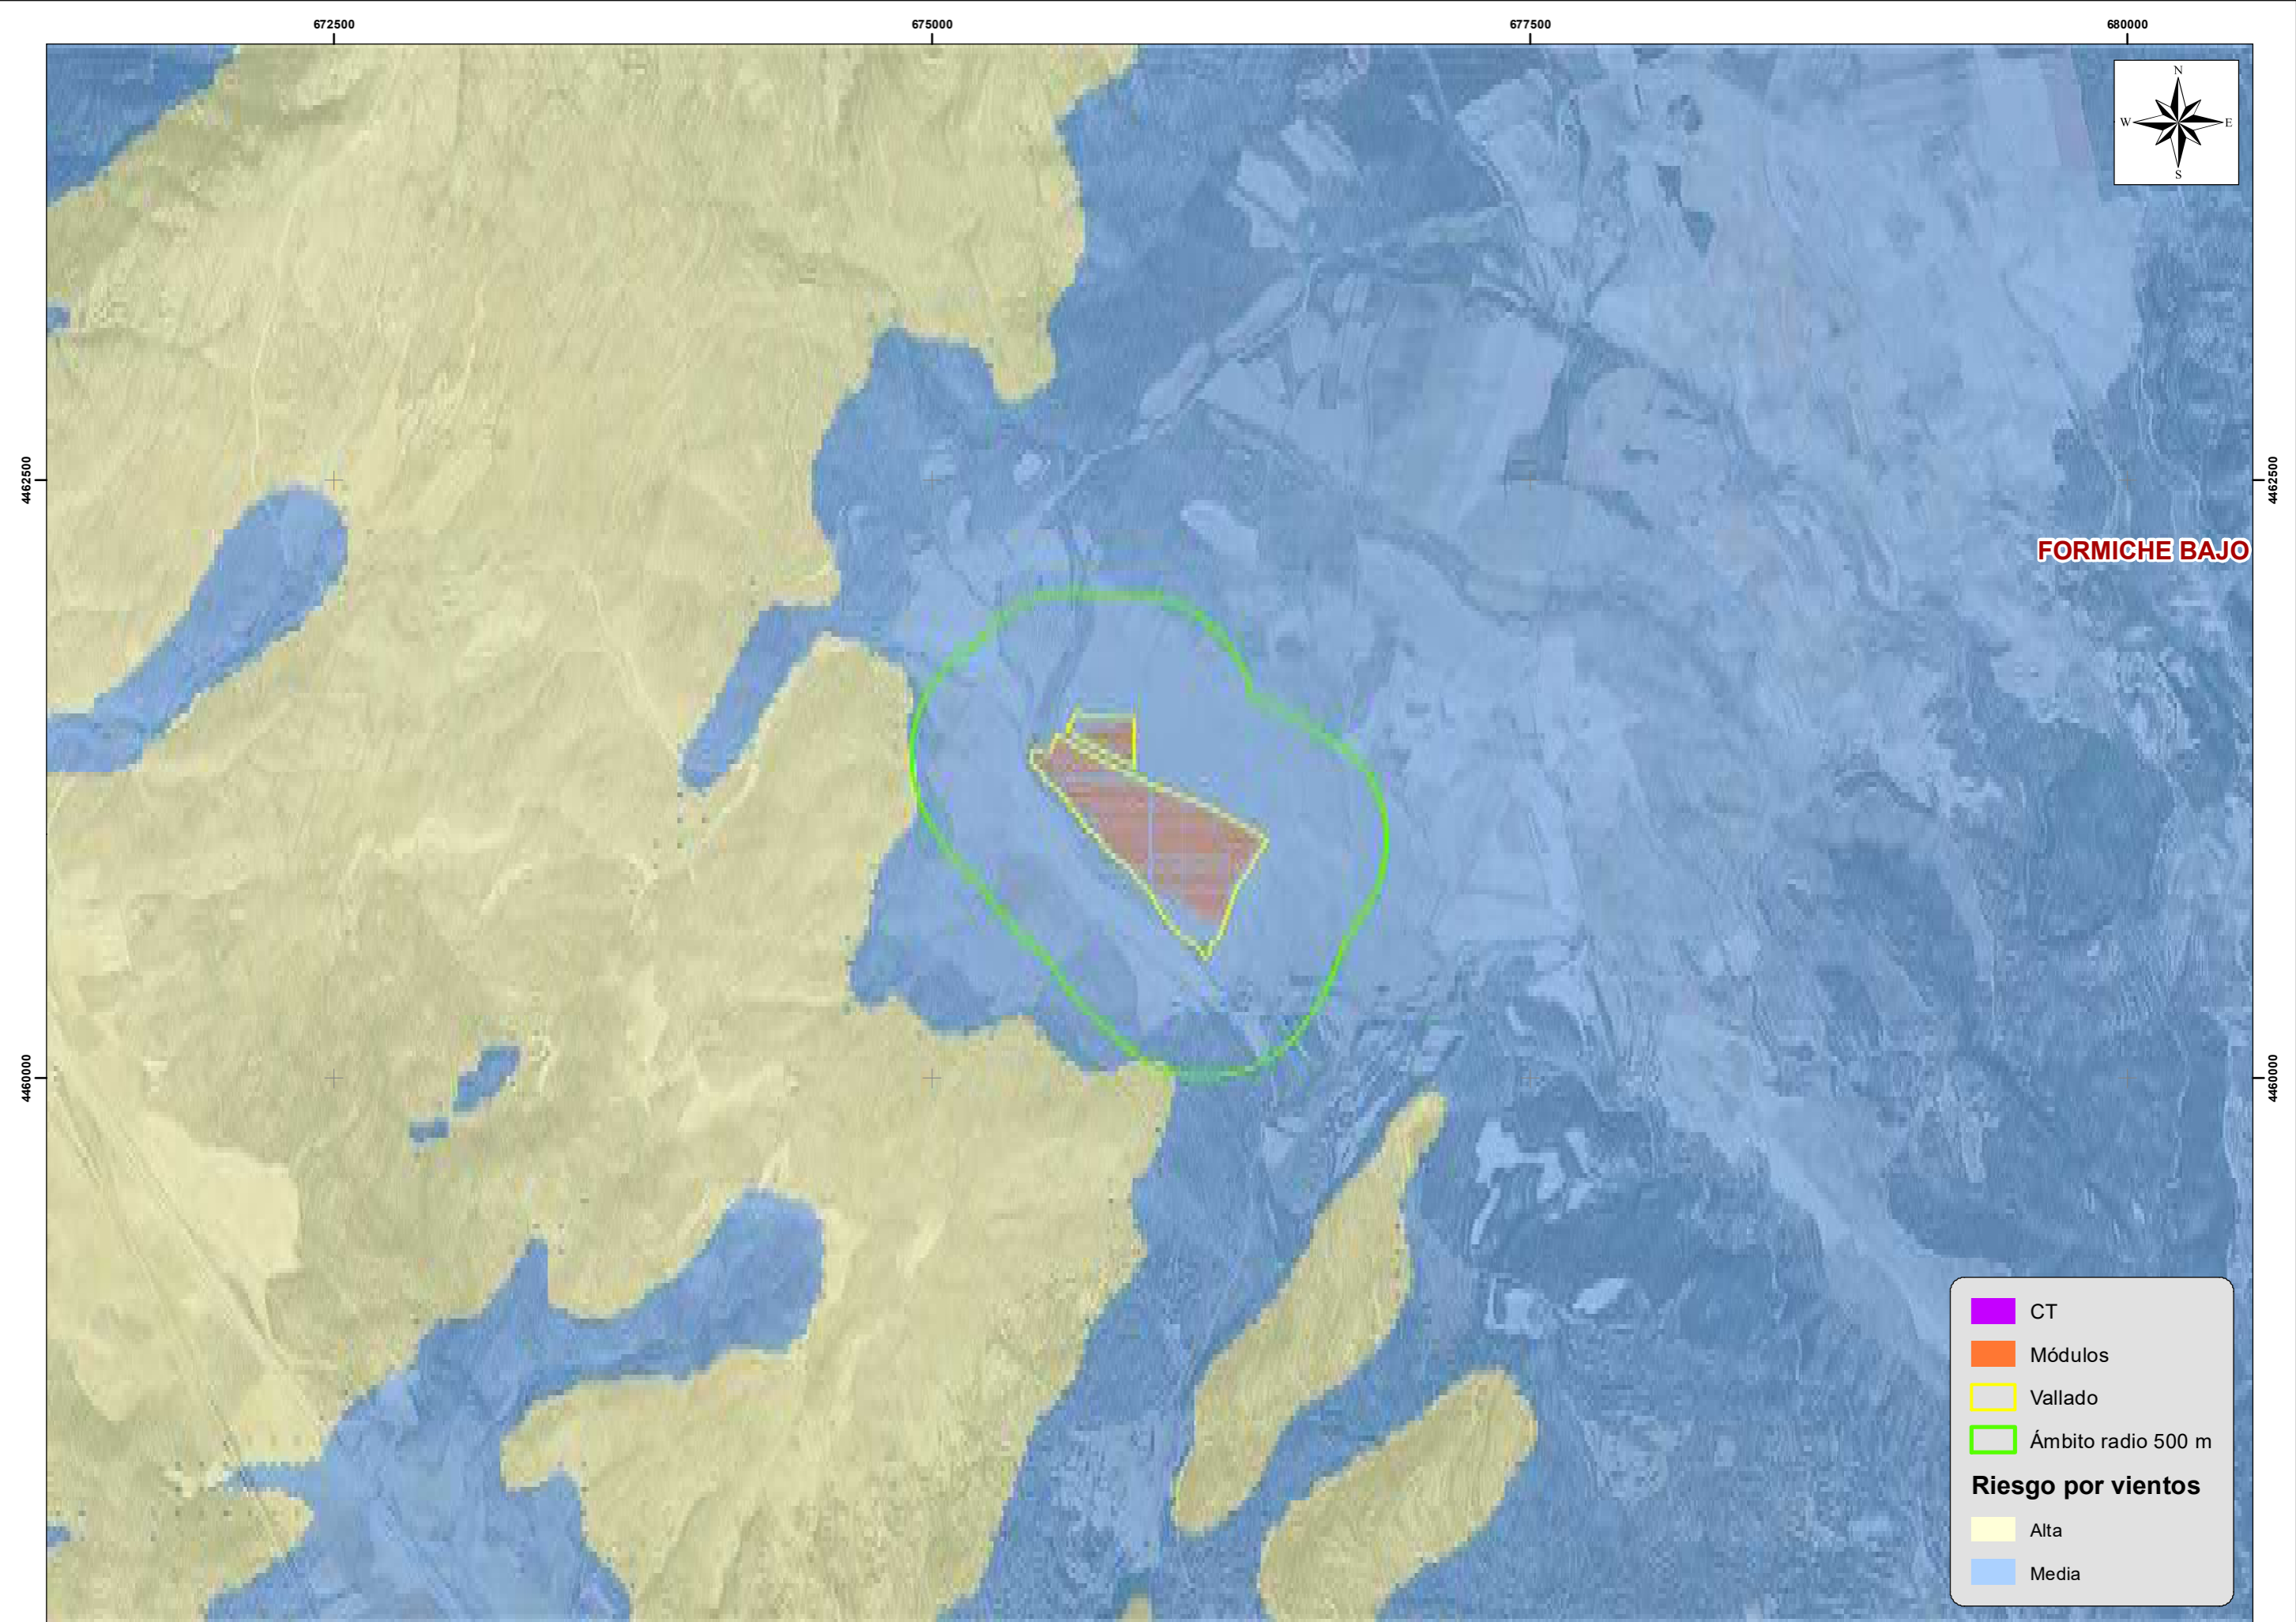 672500 675000 677500 680000
N
W E
S
4462500 4462500
FORMICHE BAJO
4460000 4460000
CT
Módulos
Vallado
Ámbito radio 500 m
Riesgo por vientos
Alta
Media